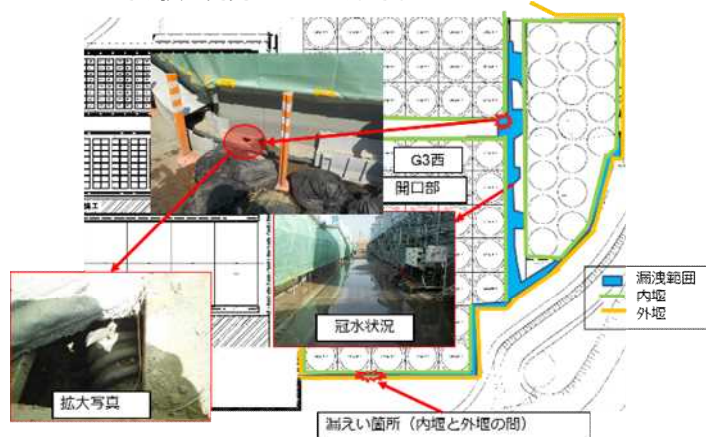 G3西
開口部
冠水状況
拡大写真
漏洩範囲
内堰
外堰
漏えい箇所（内堰と外堰の間）